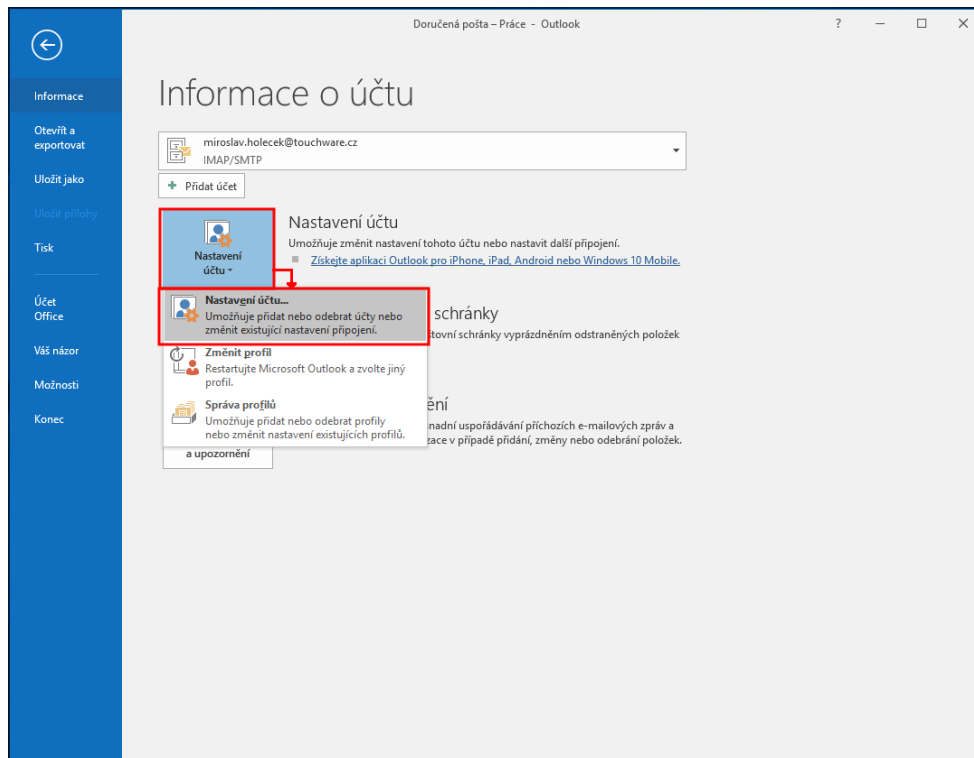 Doručená pošta – Práce - Outlook
?
Informace
Otevřít a
exportovat
Uložit jako
Uložit přílohy
Tisk
Účet
Office
Váš názor
Možnosti
Konec
Informace o účtu
miroslav.holecek@touchware.cz
IMAP/SMTP
Přidat účet
Nastavení
účtu
Nastavení účtu
Umožňuje změnit nastavení tohoto účtu nebo nastavit další připojení.
Získejte aplikaci Outlook pro iPhone, iPad, Android nebo Windows 10 Mobile.
Nastavení účtu...
Umožňuje přidat nebo odebrat účty nebo
změnit existující nastavení připojení.
Změnit profil
Restartujte Microsoft Outlook a zvolte jiný
profil.
Správa profilů
Umožňuje přidat nebo odebrat profily
nebo změnit nastavení existujících profilů.
schránky
tovní schránky vyprázdněním odstraněných položek
ění
nadní uspořádávání příchozích e-mailových zpráv a
zace v případě přidání, změny nebo odebrání položek.
a upozornění